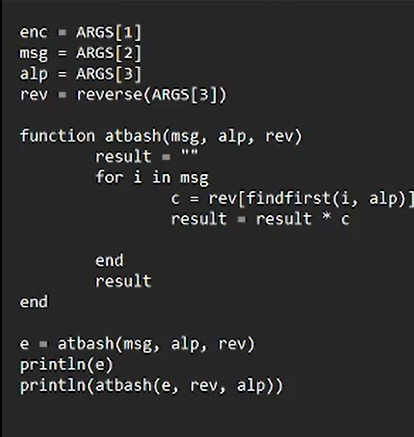 enc = ARGS[1]
msg = ARGS[2]
alp = ARGS[3]
rev = reverse(ARGS[3])

function atbash(msg, alp, rev)
        result = ""
        for i in msg
                c = rev[findfirst(i, alp)]
                result = result * c

        end
        result
end

e = atbash(msg, alp, rev)
println(e)
println(atbash(e, rev, alp))